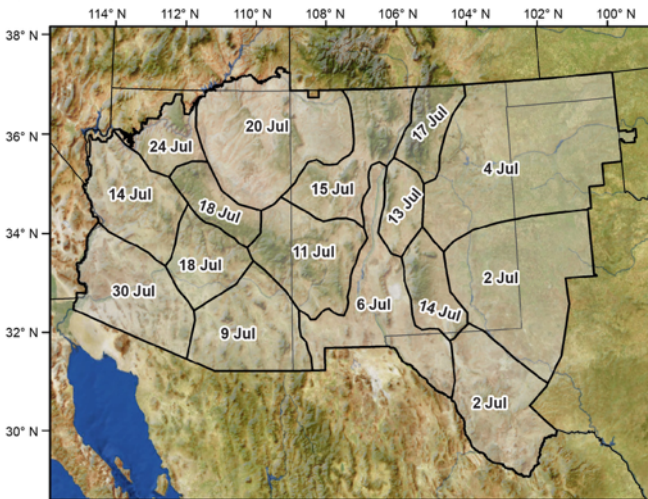 114° W 112° W 110° W 108° W 106° W 104° W 102° W 100° W
38° N
36° N
34° N
32° N
30° N
20 Jul
17 Jul
24 Jul
4 Jul
15 Jul
14 Jul
18 Jul
13 Jul
11 Jul
18 Jul
2 Jul
30 Jul
6 Jul
14 Jul
9 Jul
2 Jul